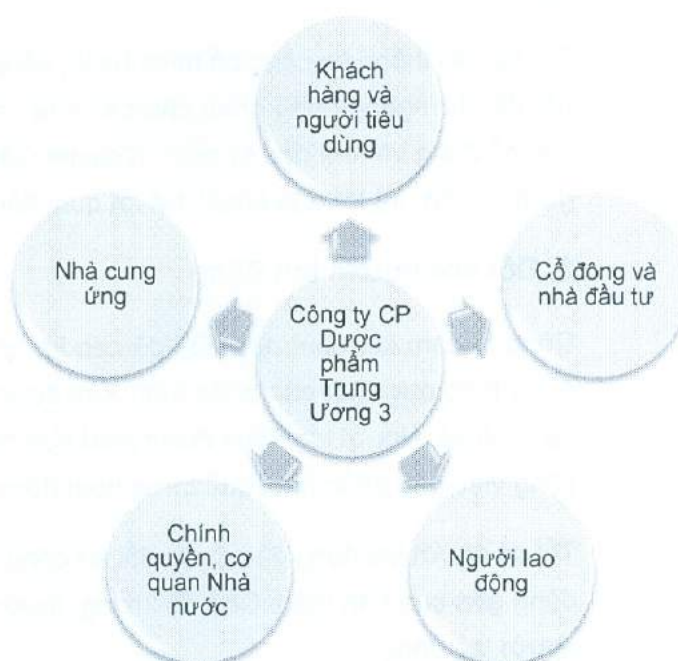 Khách
hàng và
người tiêu
dùng
Nhà cung
ứng
Cổ đông và
nhà đầu tư
Công ty CP
Dược
phẩm
Trung
Ương 3
Chính
quyền, cơ
quan Nhà
nước
Người lao
động